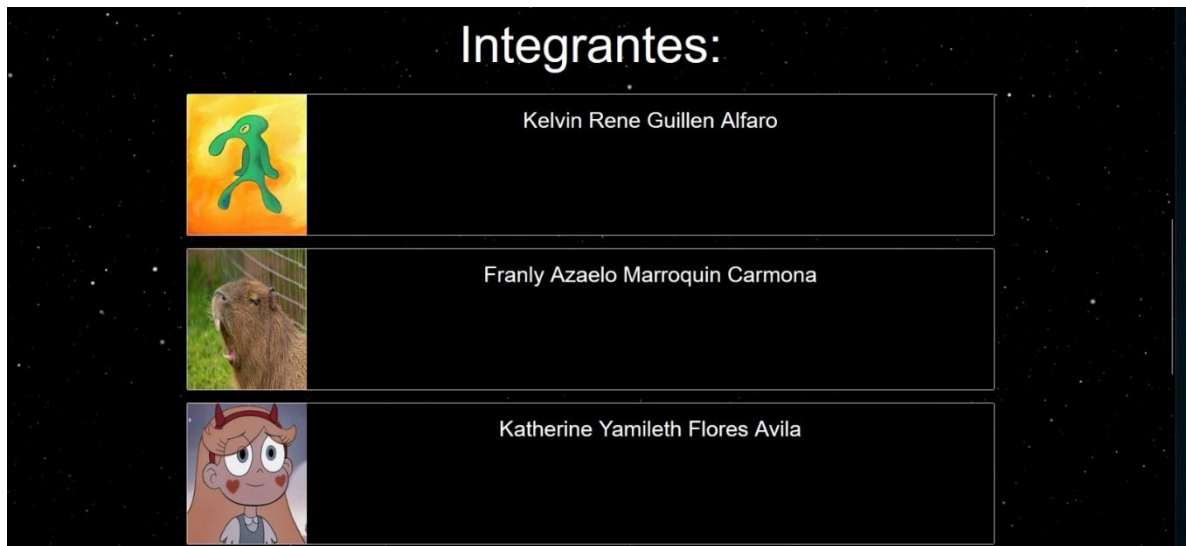 Integrantes:
Kelvin Rene Guillen Alfaro
Franly Azaelo Marroquin Carmona
Katherine Yamileth Flores Avila